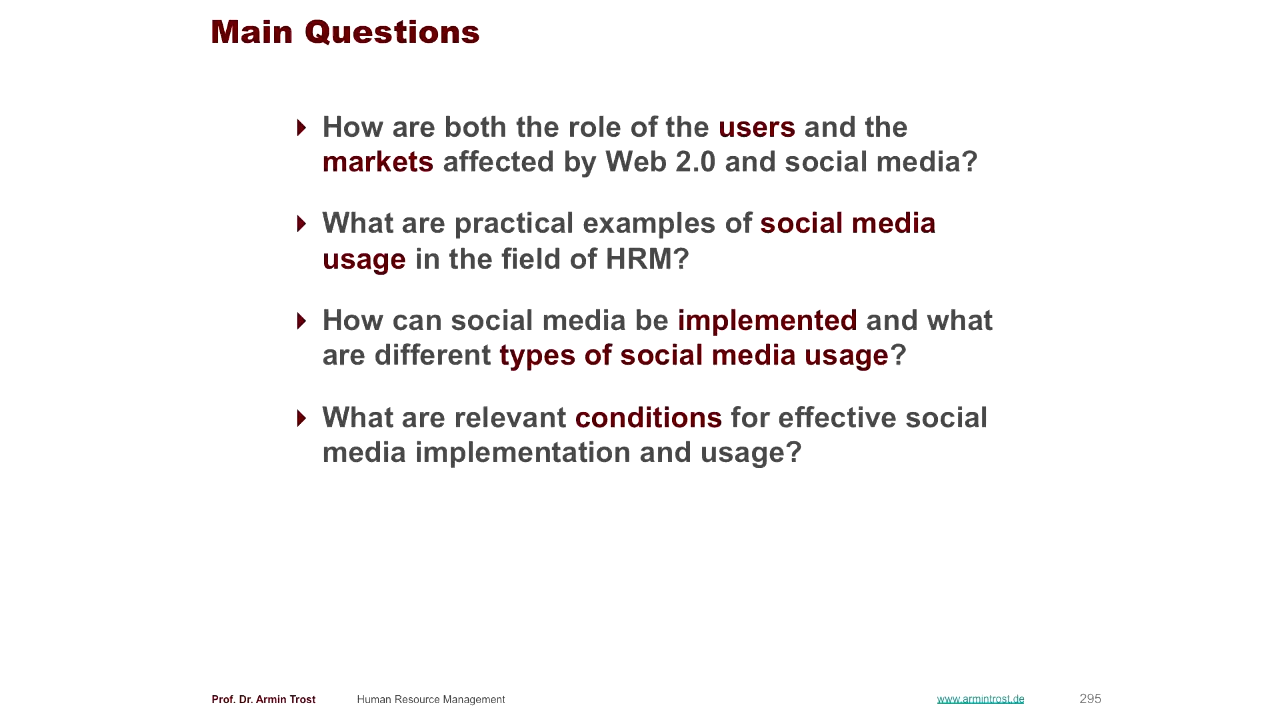 Main Questions
How are both the role of the users and the
markets affected by Web 2.0 and social media?
What are practical examples of social media
usage in the field of HRM?
How can social media be implemented and what
are different types of social media usage?
What are relevant conditions for effective social
media implementation and usage?
Prof. Dr. Armin Trost Human Resource Management www.armintrost.de 295